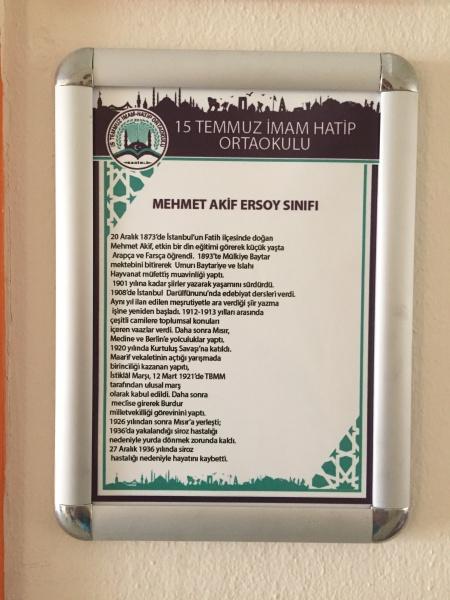 15 TEMMUZ İMAM-HATİP ORTAOKULU
15 TEMMUZ İMAM HATİP
ORTAOKULU
MEHMET AKİF ERSOY SINIFI
20 Aralık 1873'de İstanbul'un Fatih ilçesinde doğan
Mehmet Akif, etkin bir din eğitimi görerek küçük yaşta
Arapça ve Farsça öğrendi. 1893'te Mülkiye Baytar
mektebini bitirerek Umurı Baytariye ve Islahı
Hayvanat müfettiş muavinliği yaptı.
1901 yılına kadar şiirler yazarak yaşamını sürdürdü.
1908'de İstanbul Darülfünunu'nda edebiyat dersleri verdi.
Aynı yıl ilan edilen meşrutiyetle ara verdiği şiir yazma
işine yeniden başladı. 1912-1913 yılları arasında
çeşitli camilere toplumsal konuları
içeren vaazlar verdi. Daha sonra Mısır,
Medine ve Berlin'e yolculuklar yaptı.
1920 yılında Kurtuluş Savaşı'na katıldı.
Maarif vekaletinin açtığı yarışmada
birinciliği kazanan yapıtı,
İstiklâl Marşı, 12 Mart 1921'de TBMM
tarafından ulusal marş
olarak kabul edildi. Daha sonra
meclise girerek Burdur
milletvekilliği görevinini yaptı.
1926 yılından sonra Mısır'a yerleşti;
1936'da yakalandığı siroz hastalığı
nedeniyle yurda dönmek zorunda kaldı.
27 Aralık 1936 yılında siroz
hastalığı nedeniyle hayatını kaybetti.